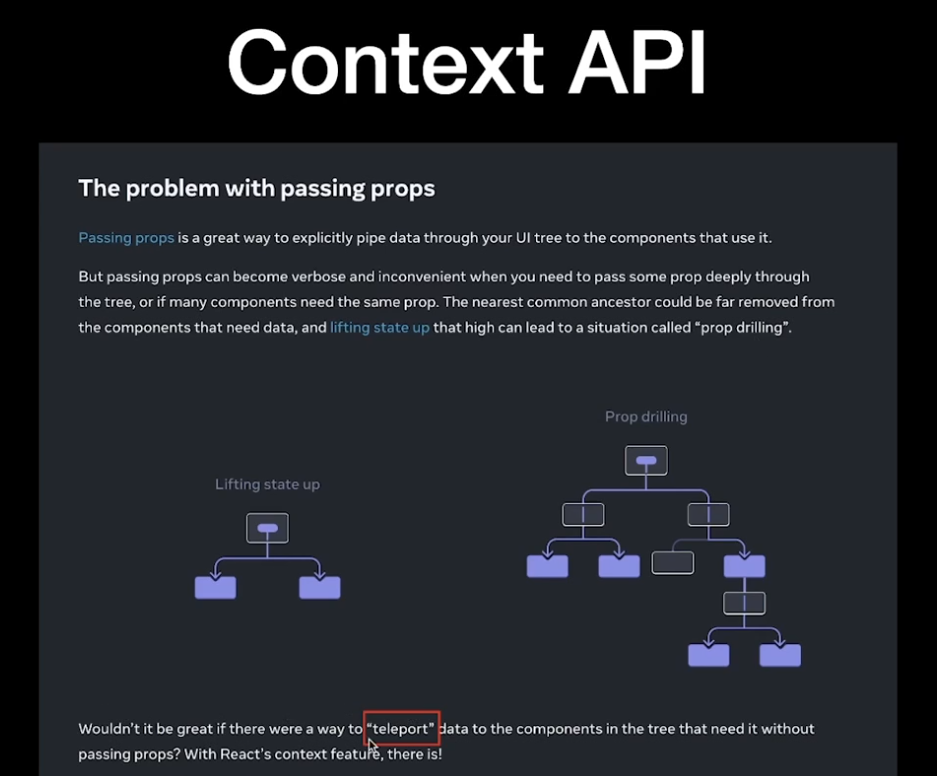 Context API
The problem with passing props
Passing props is a great way to explicitly pipe data through your UI tree to the components that use it.
But passing props can become verbose and inconvenient when you need to pass some prop deeply through
the tree, or if many components need the same prop. The nearest common ancestor could be far removed from
the components that need data, and lifting state up that high can lead to a situation called “prop drilling”.
Prop drilling
Lifting state up
Wouldn’t it be great if there were a way to “teleport” data to the components in the tree that need it without
passing props? With React’s context feature, there is!